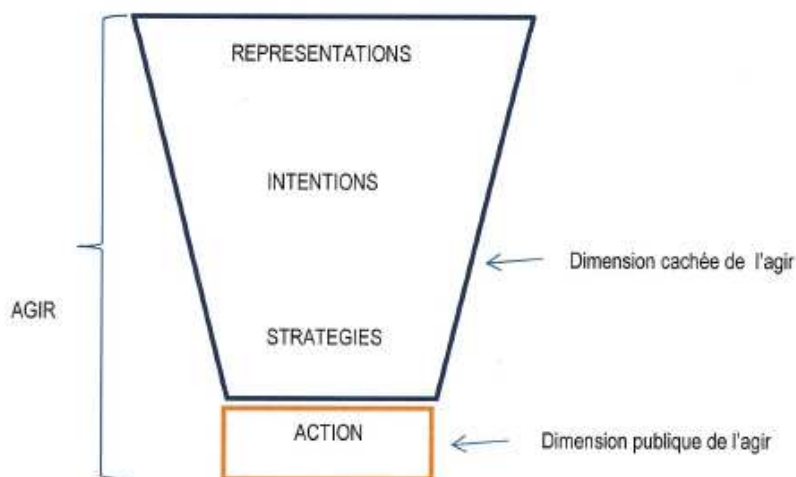 REPRESENTATIONS
INTENTIONS
Dimension cachée de l'agir
AGIR
STRATEGIES
ACTION
Dimension publique de l'agir